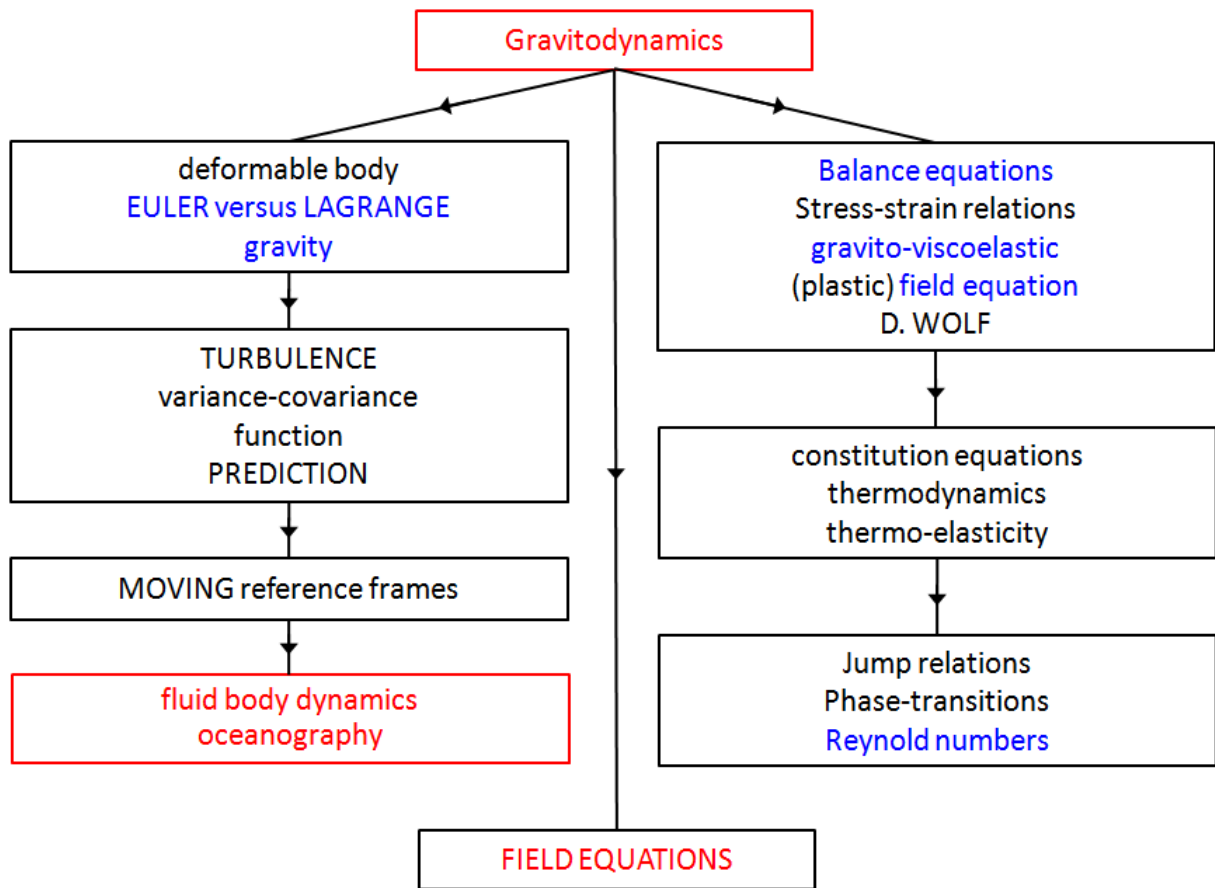 Gravitodynamics
deformable body
EULER versus LAGRANGE
gravity
TURBULENCE
variance-covariance
function
PREDICTION
MOVING reference frames
fluid body dynamics
oceanography
Balance equations
Stress-strain relations
gravito-viscoelastic
(plastic) field equation
D. WOLF
constitution equations
thermodynamics
thermo-elasticity
Jump relations
Phase-transitions
Reynold numbers
FIELD EQUATIONS